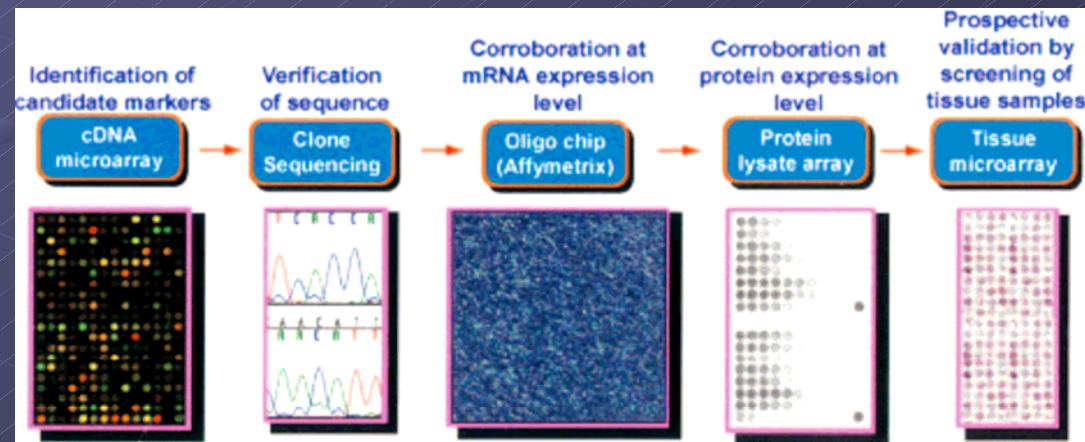 Identification of
candidate markers
cDNA
microarray
Verification
of sequence
Clone
Sequencing
Corroboration at
mRNA expression
level
Oligo chip
(Affymetrix)
Corroboration at
protein expression
level
Protein
lysate array
Prospective
validation by
screening of
tissue samples
Tissue
microarray